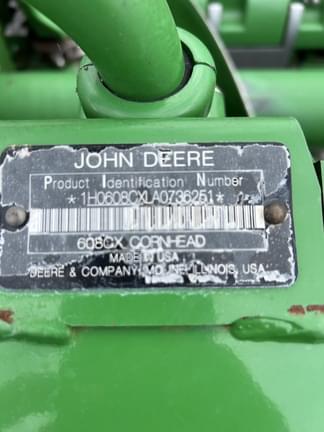 JOHN DEERE
Product Identification Number
*1H0608CXLA0736251*
608CX CORNHEAD
MADE IN USA
DEERE & COMPANY MOLINE ILLINOIS, USA